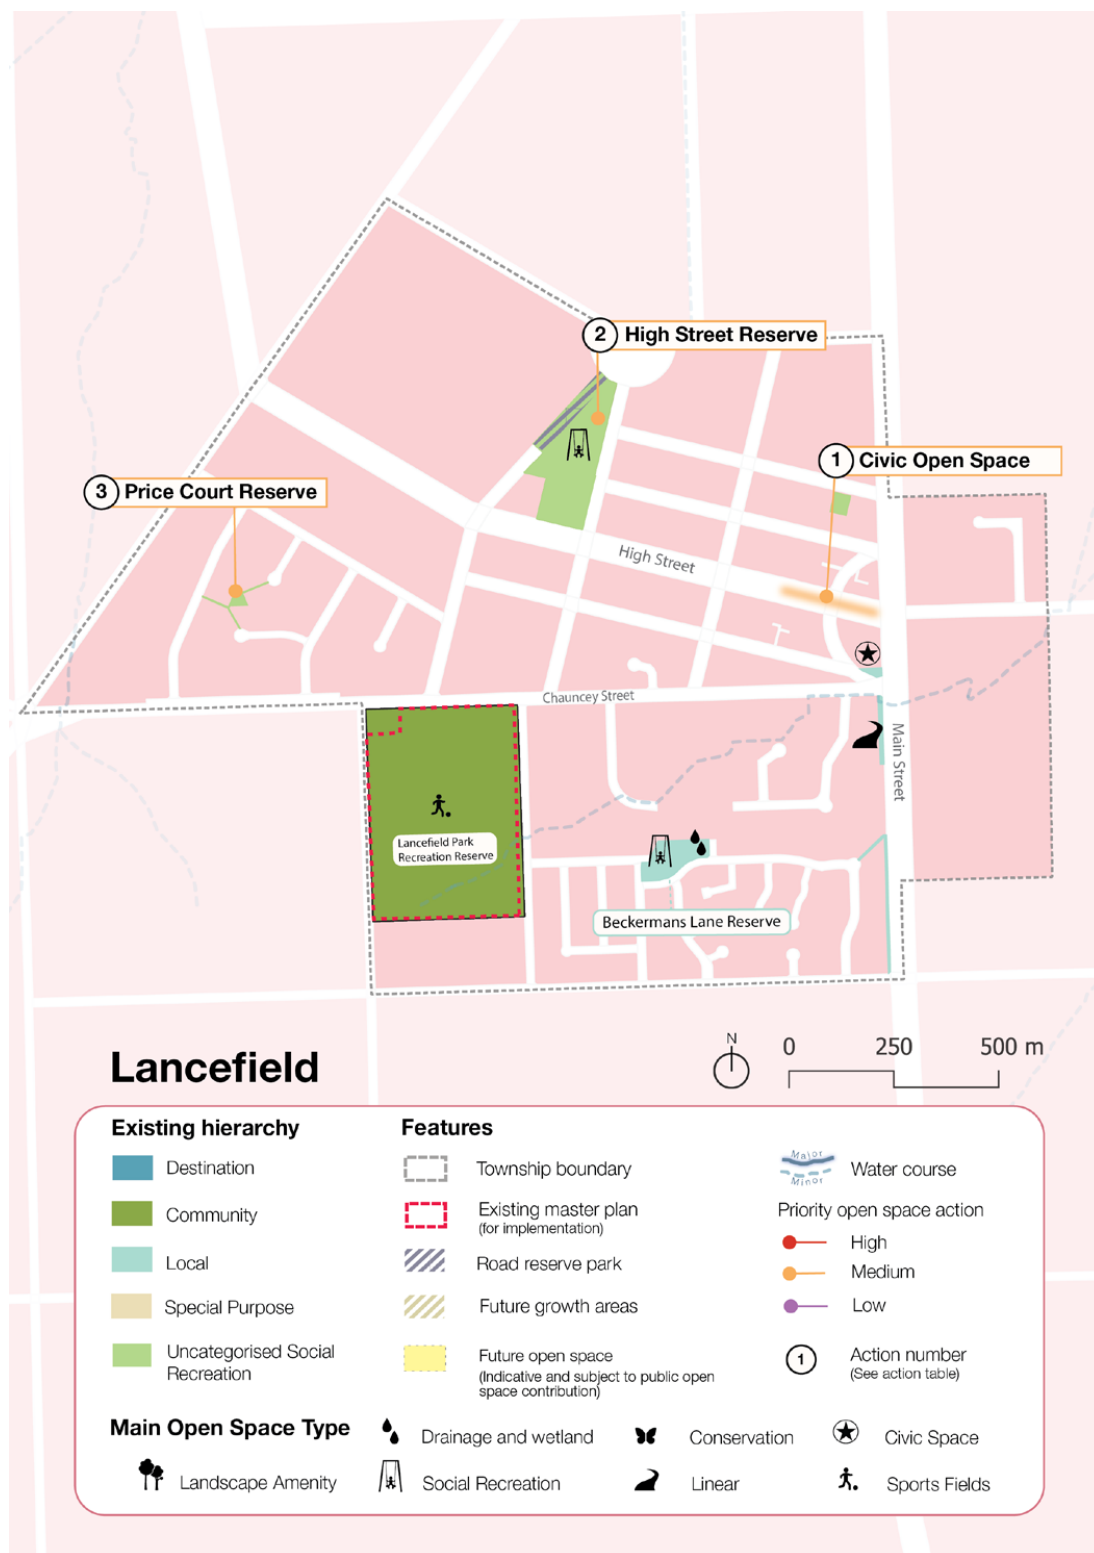 2 High Street Reserve
1 Civic Open Space
3 Price Court Reserve
High Street
Chauncey Street
Main Street
Lancefield Park
Recreation Reserve
Beckermans Lane Reserve
Lancefield
N
0 250 500 m
Existing hierarchy
Destination
Community
Local
Special Purpose
Uncategorised Social
Recreation
Features
Township boundary
Existing master plan
(for implementation)
Road reserve park
Future growth areas
Future open space
(Indicative and subject to public open
space contribution)
Major
Minor
Water course
Priority open space action
High
Medium
Low
1 Action number
(See action table)
Main Open Space Type
Drainage and wetland
Conservation
Civic Space
Landscape Amenity
Social Recreation
Linear
Sports Fields